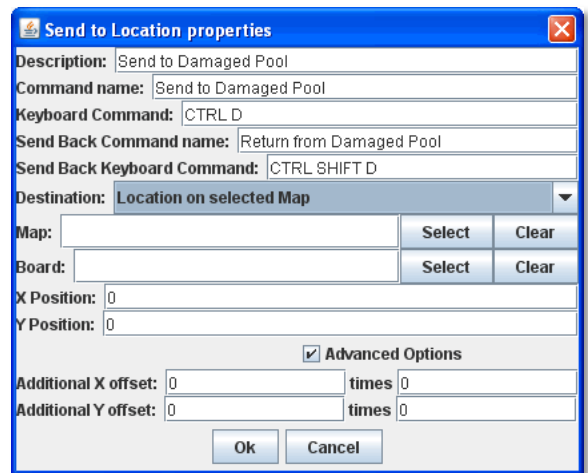 Send to Location properties
Description: Send to Damaged Pool
Command name: Send to Damaged Pool
Keyboard Command: CTRL D
Send Back Command name: Return from Damaged Pool
Send Back Keyboard Command: CTRL SHIFT D
Destination: Location on selected Map
Map: Select Clear
Board: Select Clear
X Position: 0
Y Position: 0
Advanced Options
Additional X offset: 0 times 0
Additional Y offset: 0 times 0
Ok Cancel